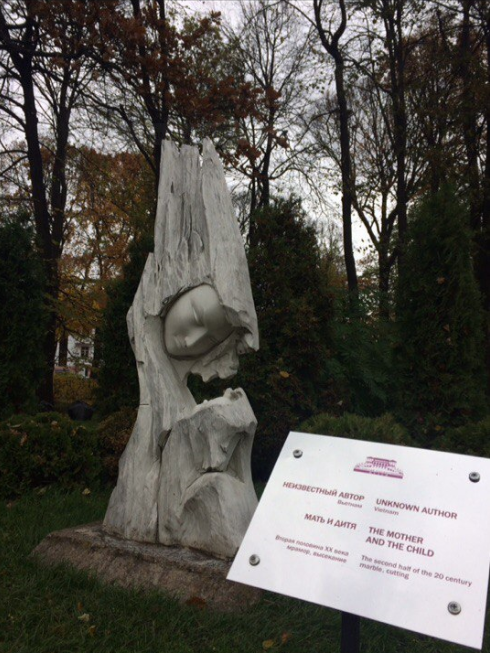 НЕИЗВЕСТНЫЙ АВТОР
Вьетнам
МАТЬ И ДИТЯ
Вторая половина XX века
мрамор, высекание
UNKNOWN AUTHOR
Vietnam
THE MOTHER
AND THE CHILD
The second half of the 20 century
marble, cutting